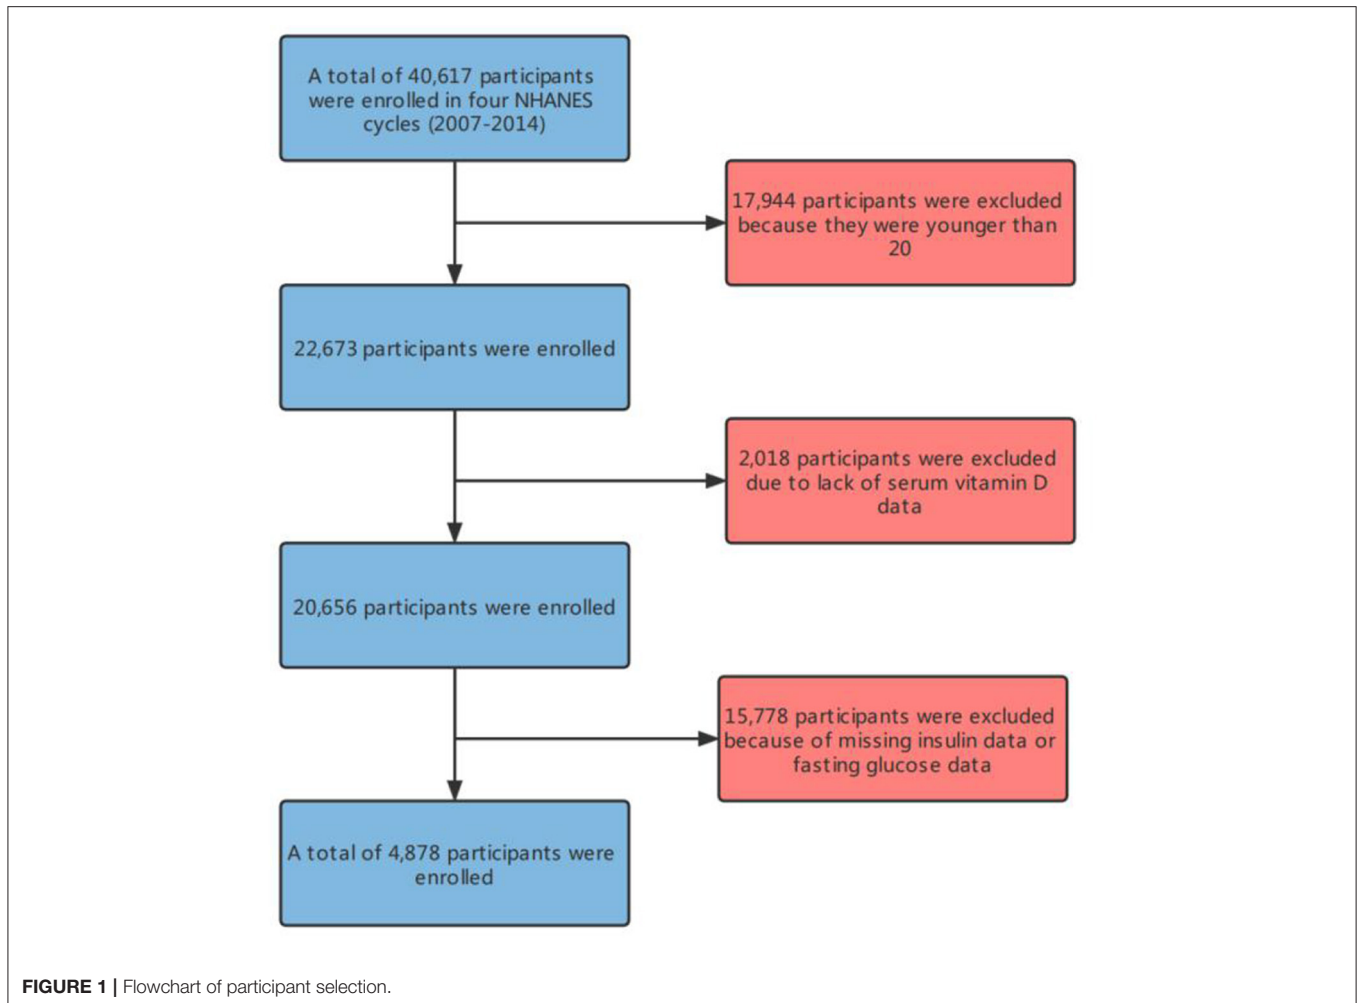 A total of 40,617 participants
were enrolled in four NHANES
cycles (2007-2014)
17,944 participants were excluded
because they were younger than
20
22,673 participants were enrolled
2,018 participants were excluded
due to lack of serum vitamin D
data
20,656 participants were enrolled
15,778 participants were excluded
because of missing insulin data or
fasting glucose data
A total of 4,878 participants were
enrolled
FIGURE 1 | Flowchart of participant selection.